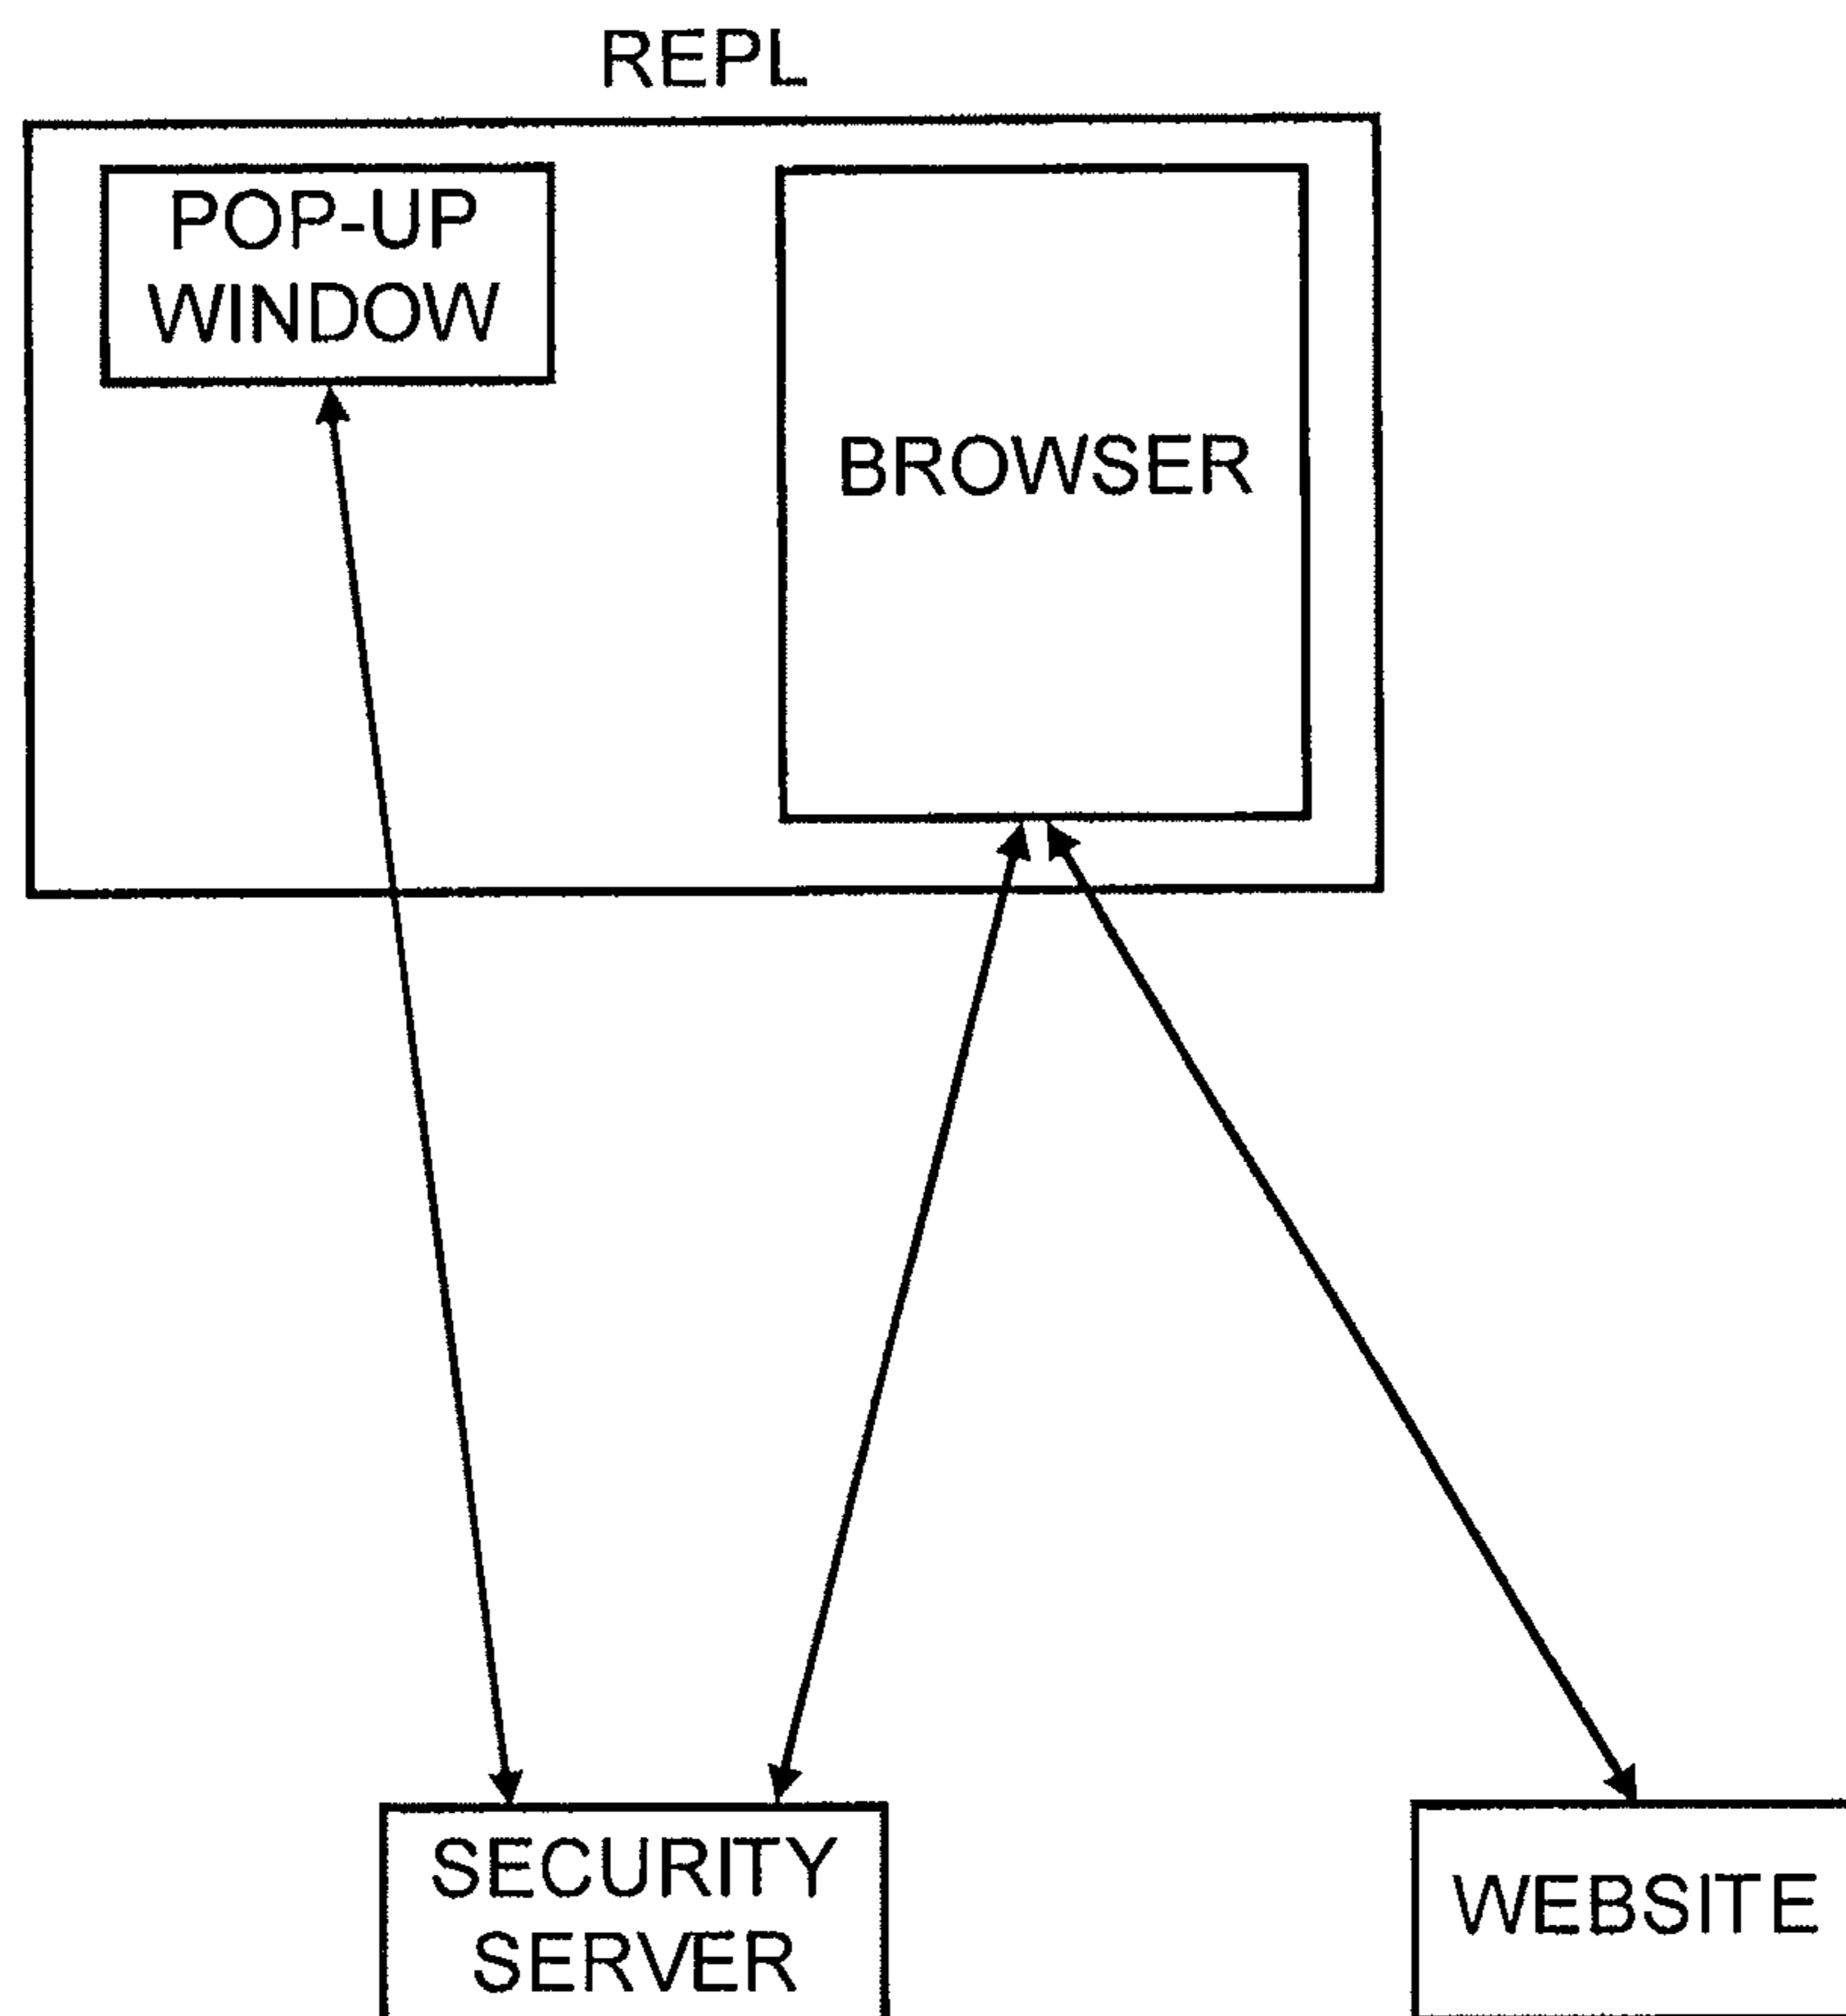 REPL
POP-UP
WINDOW
BROWSER
SECURITY
SERVER
WEBSITE